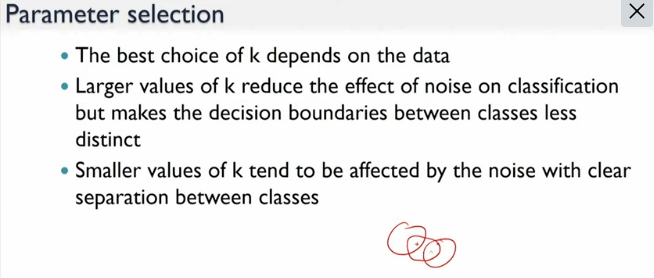 Parameter selection
• The best choice of k depends on the data
• Larger values of k reduce the effect of noise on classification
but makes the decision boundaries between classes less
distinct
• Smaller values of k tend to be affected by the noise with clear
separation between classes